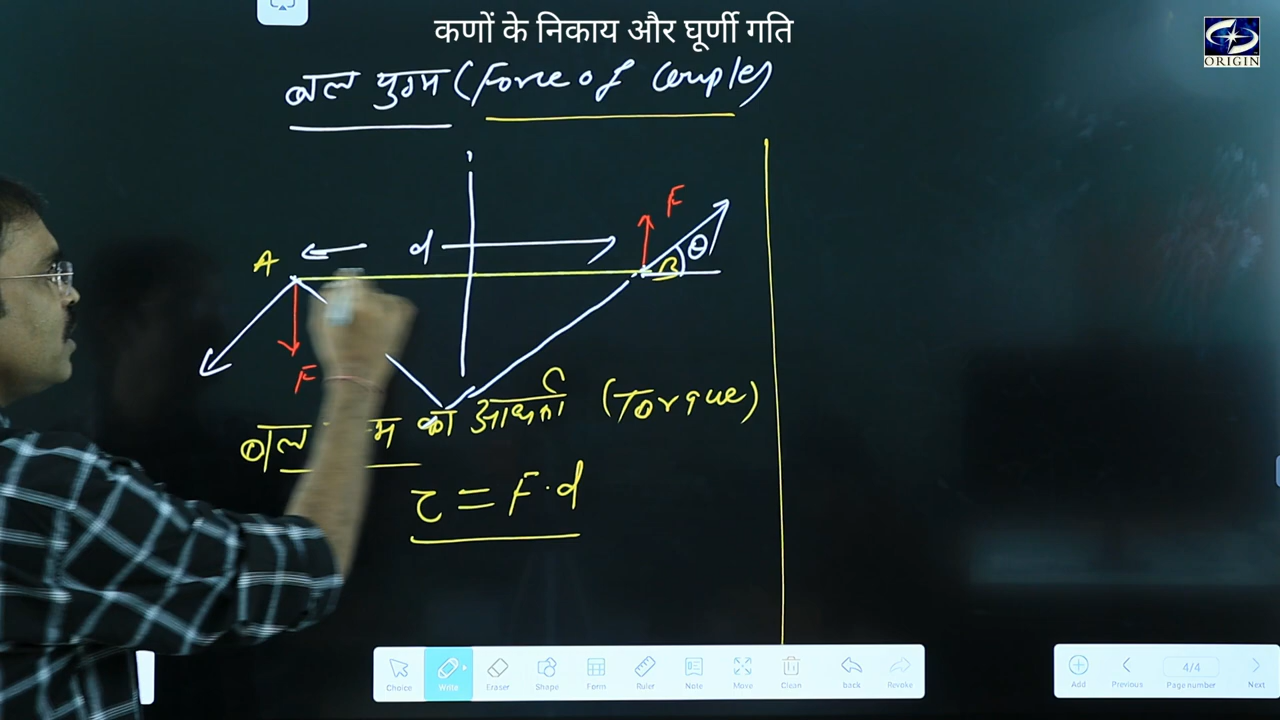 कणों के निकाय और घूर्णी गति
ORIGIN
बल युग्म (Force of Couple)
F
A
d
B
θ
F
बल का आघूर्ण (Torque)
τ = F·d
Choice
Write
Eraser
Shape
Form
Ruler
Note
Move
Clean
back
Revoke
Add
Previous
4/4
Page number
Next